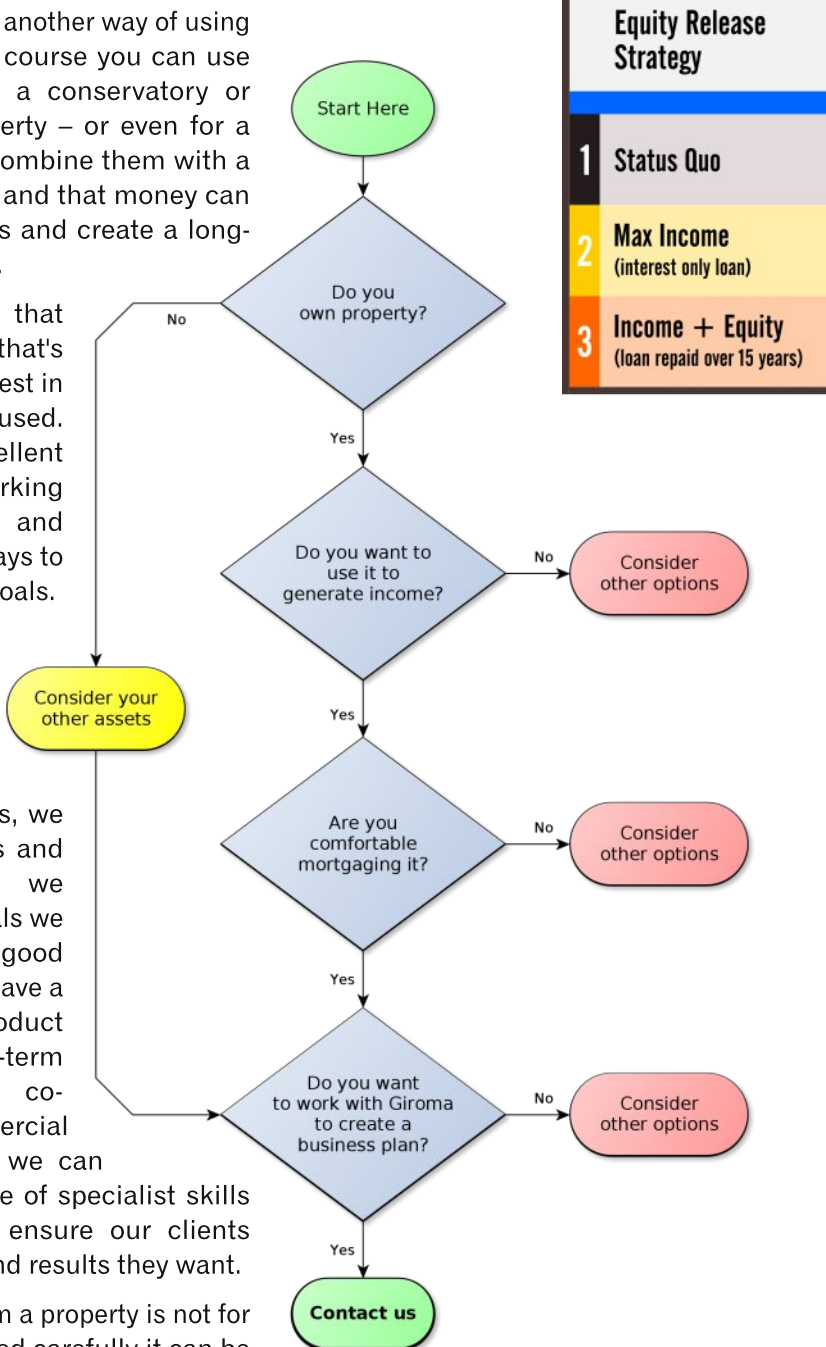 another way of using
course you can use
a conservatory or
erty – or even for a
ombine them with a
and that money can
s and create a long-
that
that's
est in
used.
ellent
rking
and
ays to
oals.
s, we
s and
we
als we
good
ave a
oduct
-term
co-
ercial
we can
e of specialist skills
ensure our clients
nd results they want.
m a property is not for
ed carefully it can be
Start Here
Do you
own property?
No
Yes
Do you want to
use it to
generate income?
No
Consider
other options
Yes
Consider your
other assets
Are you
comfortable
mortgaging it?
No
Consider
other options
Yes
Do you want
to work with Giroma
to create a
business plan?
No
Consider
other options
Yes
Contact us
Equity Release
Strategy
1 Status Quo
2 Max Income
(interest only loan)
3 Income + Equity
(loan repaid over 15 years)